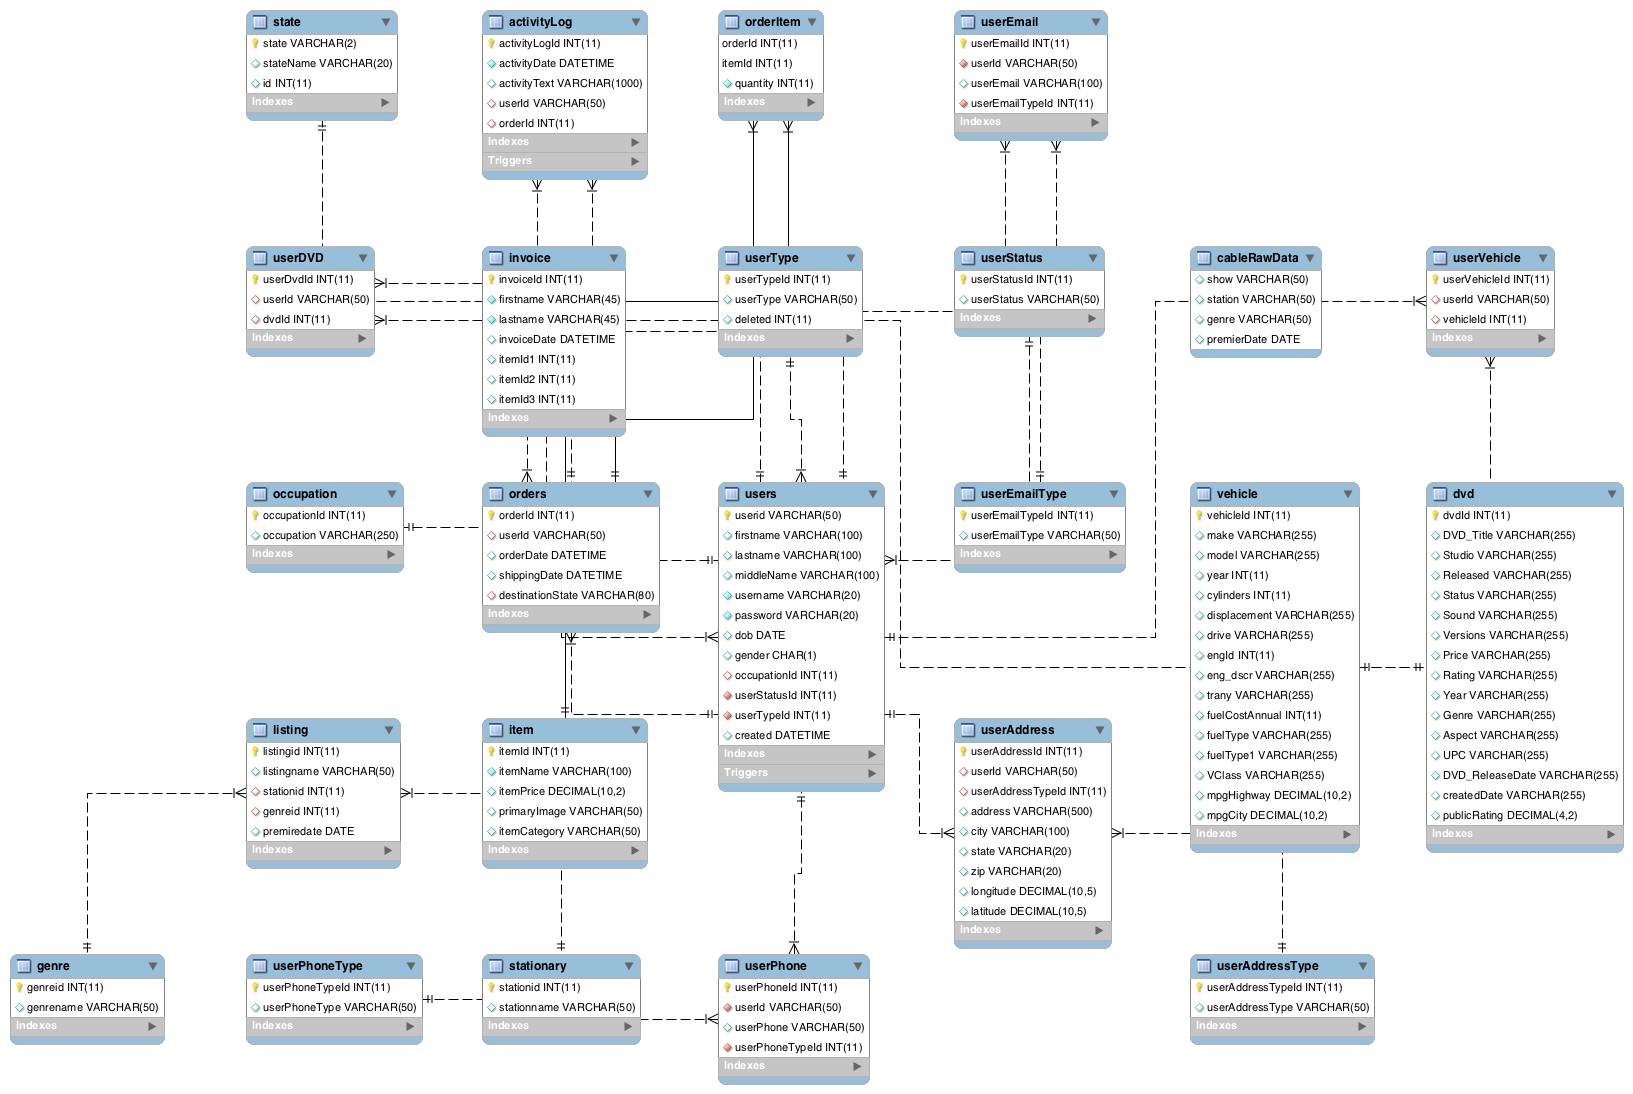 state
state VARCHAR(2)
stateName VARCHAR(20)
id INT(11)
Indexes
activityLog
activityLogId INT(11)
activityDate DATETIME
activityText VARCHAR(1000)
userId VARCHAR(50)
orderId INT(11)
Indexes
Triggers
orderItem
orderId INT(11)
itemId INT(11)
quantity INT(11)
Indexes
userEmail
userEmailId INT(11)
userId VARCHAR(50)
userEmail VARCHAR(100)
userEmailTypeId INT(11)
Indexes
userDVD
userDvdId INT(11)
userId VARCHAR(50)
dvdId INT(11)
Indexes
invoice
invoiceId INT(11)
firstname VARCHAR(45)
lastname VARCHAR(45)
invoiceDate DATETIME
itemId1 INT(11)
itemId2 INT(11)
itemId3 INT(11)
Indexes
userType
userTypeId INT(11)
userType VARCHAR(50)
deleted INT(11)
Indexes
userStatus
userStatusId INT(11)
userStatus VARCHAR(50)
Indexes
cableRawData
show VARCHAR(50)
station VARCHAR(50)
genre VARCHAR(50)
premierDate DATE
userVehicle
userVehicleId INT(11)
userId VARCHAR(50)
vehicleId INT(11)
Indexes
occupation
occupationId INT(11)
occupation VARCHAR(250)
Indexes
orders
orderId INT(11)
userId VARCHAR(50)
orderDate DATETIME
shippingDate DATETIME
destinationState VARCHAR(80)
Indexes
users
userid VARCHAR(50)
firstname VARCHAR(100)
lastname VARCHAR(100)
middleName VARCHAR(100)
username VARCHAR(20)
password VARCHAR(20)
dob DATE
gender CHAR(1)
occupationId INT(11)
userStatusId INT(11)
userTypeId INT(11)
created DATETIME
Indexes
Triggers
userEmailType
userEmailTypeId INT(11)
userEmailType VARCHAR(50)
Indexes
vehicle
vehicleId INT(11)
make VARCHAR(255)
model VARCHAR(255)
year INT(11)
cylinders INT(11)
displacement VARCHAR(255)
drive VARCHAR(255)
engId INT(11)
eng_dscr VARCHAR(255)
trany VARCHAR(255)
fuelCostAnnual INT(11)
fuelType VARCHAR(255)
fuelType1 VARCHAR(255)
VClass VARCHAR(255)
mpgHighway DECIMAL(10,2)
mpgCity DECIMAL(10,2)
Indexes
dvd
dvdId INT(11)
DVD_Title VARCHAR(255)
Studio VARCHAR(255)
Released VARCHAR(255)
Status VARCHAR(255)
Sound VARCHAR(255)
Versions VARCHAR(255)
Price VARCHAR(255)
Rating VARCHAR(255)
Year VARCHAR(255)
Genre VARCHAR(255)
Aspect VARCHAR(255)
UPC VARCHAR(255)
DVD_ReleaseDate VARCHAR(255)
createdDate VARCHAR(255)
publicRating DECIMAL(4,2)
Indexes
listing
listingid INT(11)
listingname VARCHAR(50)
stationid INT(11)
genreid INT(11)
premiredate DATE
Indexes
item
itemId INT(11)
itemName VARCHAR(100)
itemPrice DECIMAL(10,2)
primaryImage VARCHAR(50)
itemCategory VARCHAR(50)
Indexes
userAddress
userAddressId INT(11)
userId VARCHAR(50)
userAddressTypeId INT(11)
address VARCHAR(500)
city VARCHAR(100)
state VARCHAR(20)
zip VARCHAR(20)
longitude DECIMAL(10,5)
latitude DECIMAL(10,5)
Indexes
genre
genreid INT(11)
genrename VARCHAR(50)
Indexes
userPhoneType
userPhoneTypeId INT(11)
userPhoneType VARCHAR(50)
Indexes
stationary
stationid INT(11)
stationname VARCHAR(50)
Indexes
userPhone
userPhoneId INT(11)
userId VARCHAR(50)
userPhone VARCHAR(50)
userPhoneTypeId INT(11)
Indexes
userAddressType
userAddressTypeId INT(11)
userAddressType VARCHAR(50)
Indexes